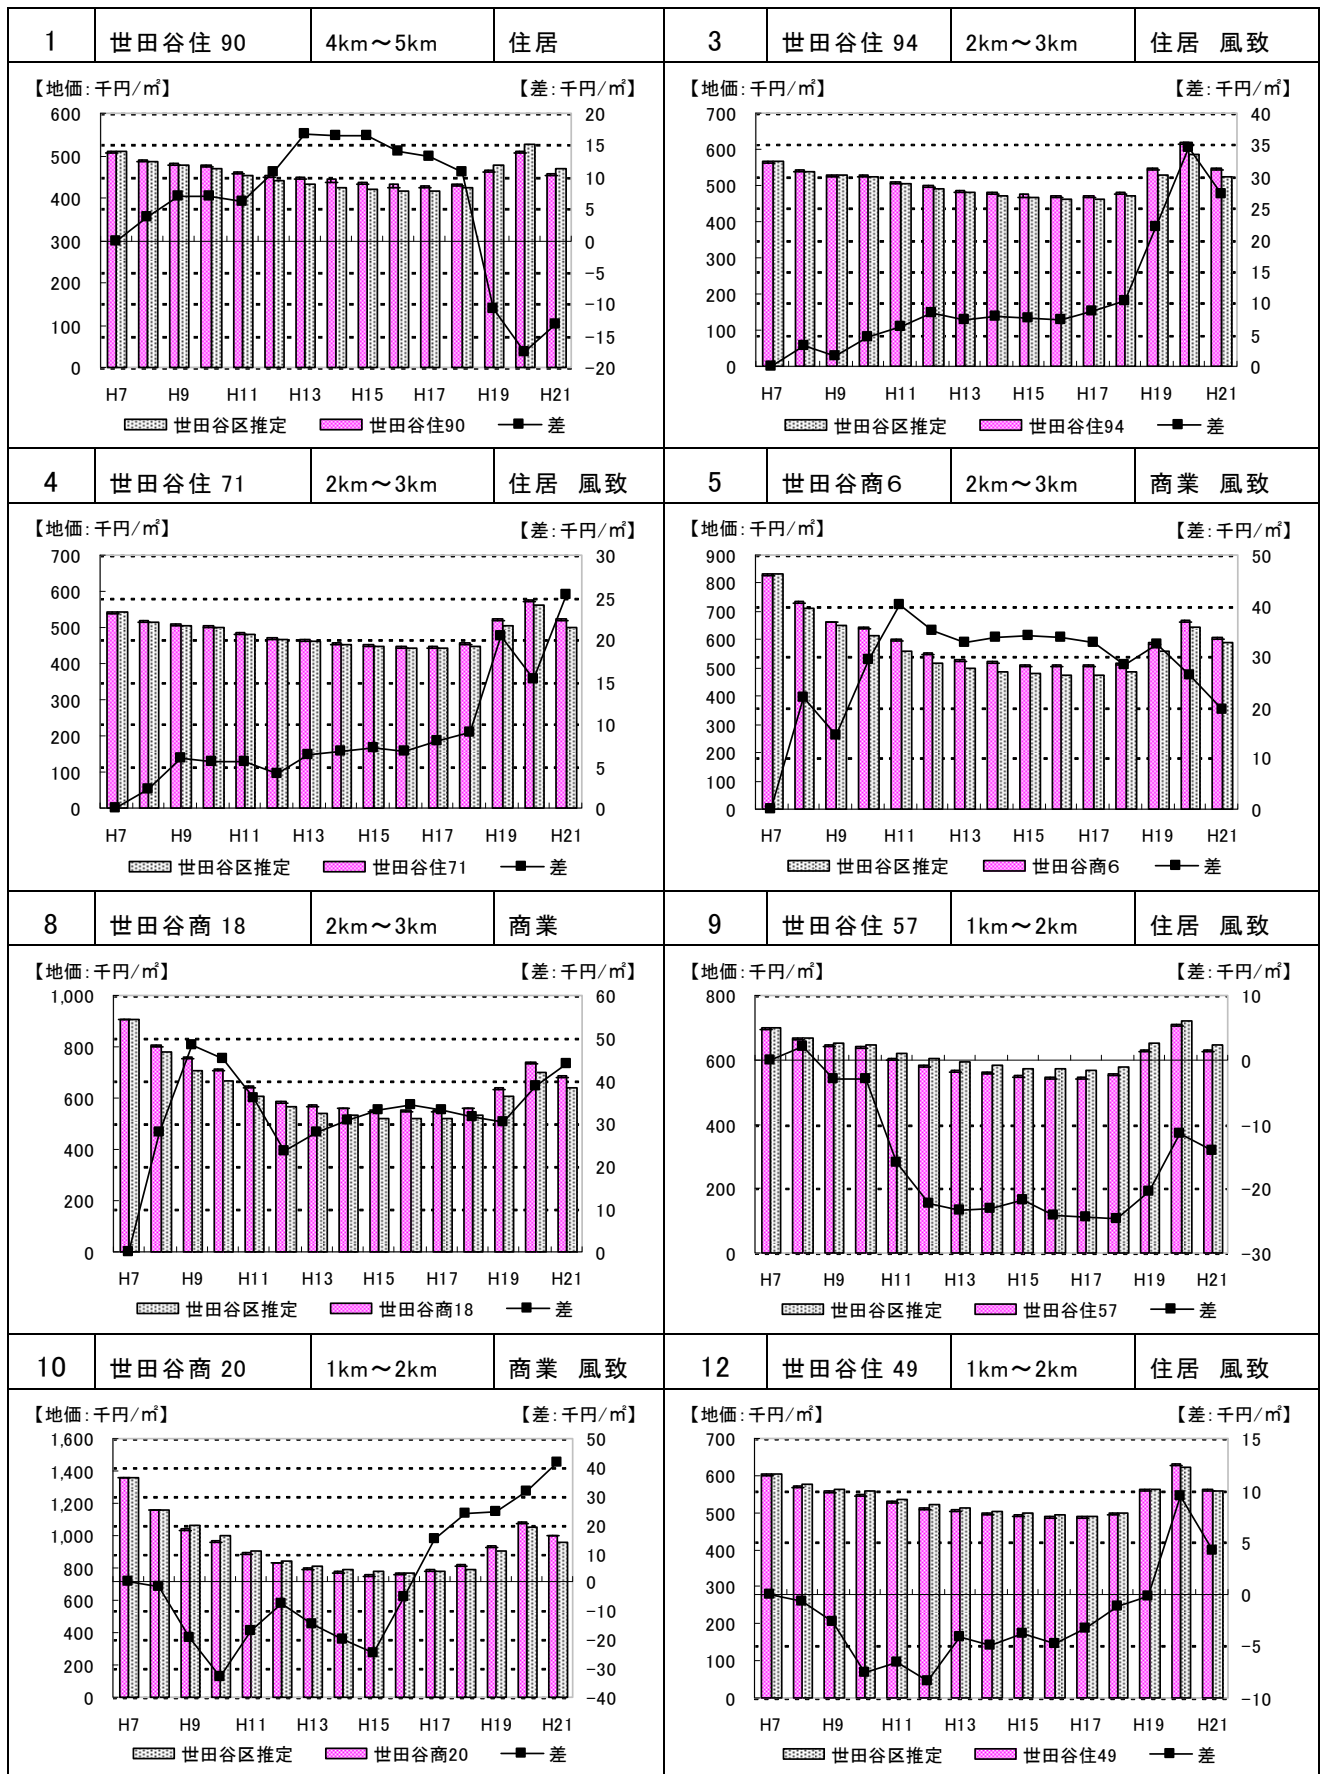 1 世田谷住 90 4km～5km 住居
【地価:千円/㎡】 【差:千円/㎡】
600 500 400 300 200 100 0
20 15 10 5 0 -5 -10 -15 -20
H7 H9 H11 H13 H15 H17 H19 H21
世田谷区推定 世田谷住90 差
3 世田谷住 94 2km～3km 住居 風致
【地価:千円/㎡】 【差:千円/㎡】
700 600 500 400 300 200 100 0
40 35 30 25 20 15 10 5 0
H7 H9 H11 H13 H15 H17 H19 H21
世田谷区推定 世田谷住94 差
4 世田谷住 71 2km～3km 住居 風致
【地価:千円/㎡】 【差:千円/㎡】
700 600 500 400 300 200 100 0
30 25 20 15 10 5 0
H7 H9 H11 H13 H15 H17 H19 H21
世田谷区推定 世田谷住71 差
5 世田谷商６ 2km～3km 商業 風致
【地価:千円/㎡】 【差:千円/㎡】
900 800 700 600 500 400 300 200 100 0
50 40 30 20 10 0
H7 H9 H11 H13 H15 H17 H19 H21
世田谷区推定 世田谷商６ 差
8 世田谷商 18 2km～3km 商業
【地価:千円/㎡】 【差:千円/㎡】
1,000 800 600 400 200 0
60 50 40 30 20 10 0
H7 H9 H11 H13 H15 H17 H19 H21
世田谷区推定 世田谷商18 差
9 世田谷住 57 1km～2km 住居 風致
【地価:千円/㎡】 【差:千円/㎡】
800 600 400 200 0
10 0 -10 -20 -30
H7 H9 H11 H13 H15 H17 H19 H21
世田谷区推定 世田谷住57 差
10 世田谷商 20 1km～2km 商業 風致
【地価:千円/㎡】 【差:千円/㎡】
1,600 1,400 1,200 1,000 800 600 400 200 0
50 40 30 20 10 0 -10 -20 -30 -40
H7 H9 H11 H13 H15 H17 H19 H21
世田谷区推定 世田谷商20 差
12 世田谷住 49 1km～2km 住居 風致
【地価:千円/㎡】 【差:千円/㎡】
700 600 500 400 300 200 100 0
15 10 5 0 -5 -10
H7 H9 H11 H13 H15 H17 H19 H21
世田谷区推定 世田谷住49 差